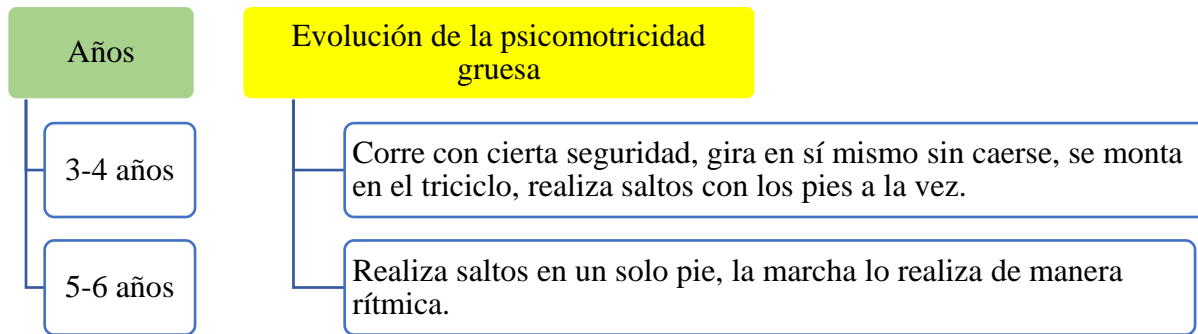 Años
Evolución de la psicomotricidad
gruesa
3-4 años
Corre con cierta seguridad, gira en sí mismo sin caerse, se monta
en el triciclo, realiza saltos con los pies a la vez.
5-6 años
Realiza saltos en un solo pie, la marcha lo realiza de manera
rítmica.